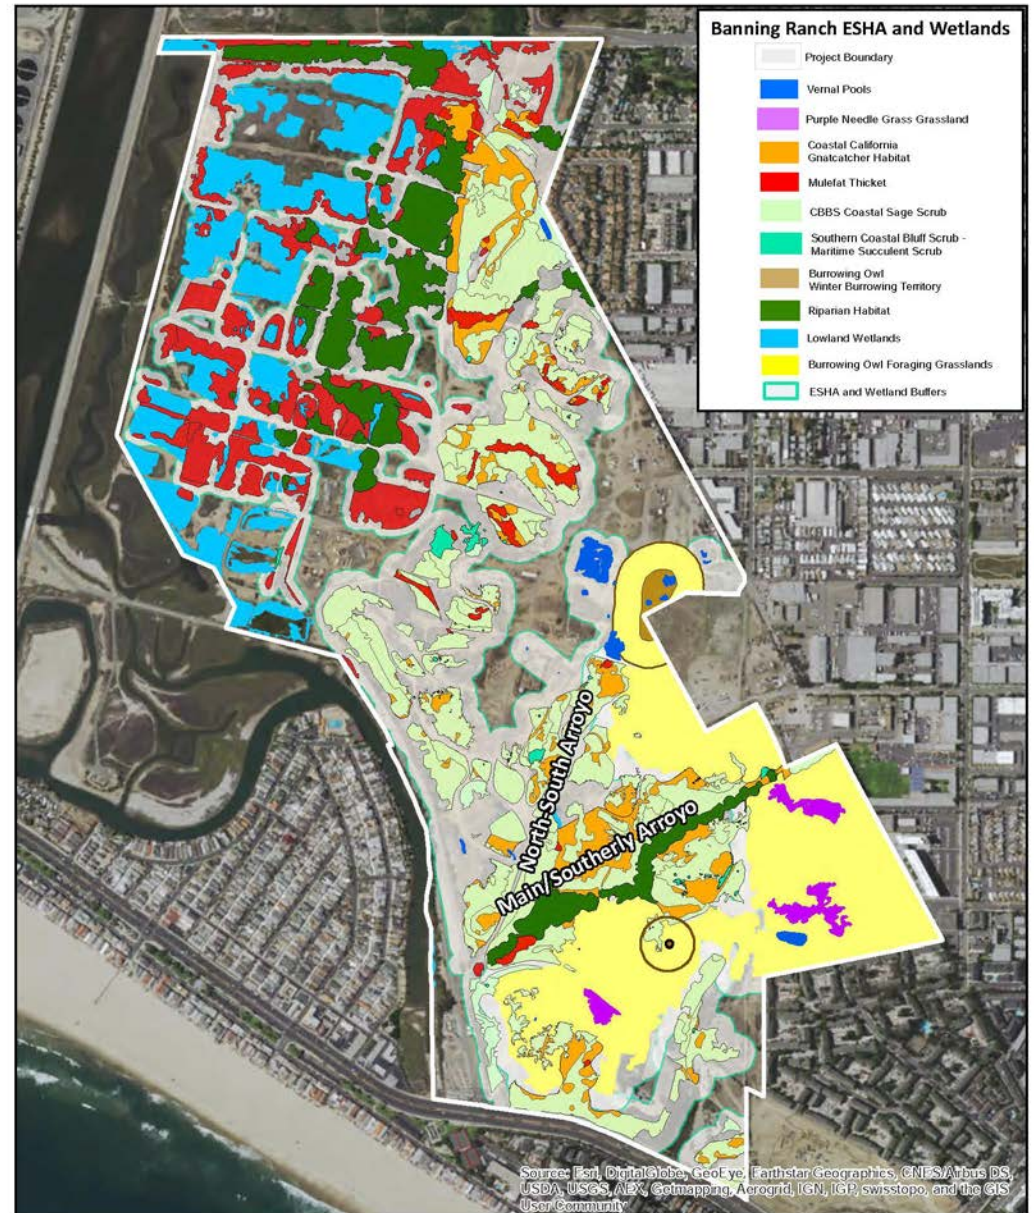 Banning Ranch ESHA and Wetlands
Project Boundary
Vernal Pools
Purple Needle Grass Grassland
Coastal California
Gnatcatcher Habitat
Mulefat Thicket
CBBS Coastal Sage Scrub
Southern Coastal Bluff Scrub -
Maritime Succulent Scrub
Burrowing Owl
Winter Burrowing Territory
Riparian Habitat
Lowland Wetlands
Burrowing Owl Foraging Grasslands
ESHA and Wetland Buffers
North-South Arroyo
Main/Southerly Arroyo
Source: Esri, DigitalGlobe, GeoEye, Earthstar Geographics, CNES/Airbus DS,
USDA, USGS, AEX, Getmapping, Aerogrid, IGN, IGP, swisstopo, and the GIS
User Community